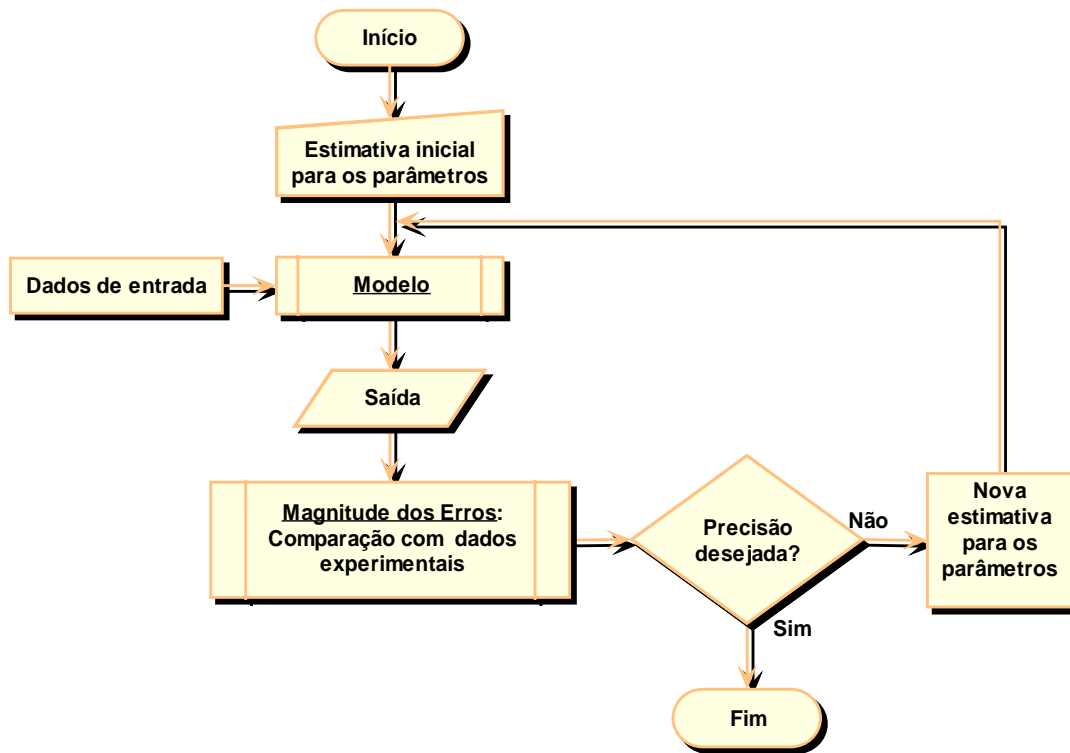 Início
Estimativa inicial
para os parâmetros
Dados de entrada
Modelo
Saída
Magnitude dos Erros:
Comparação com dados
experimentais
Precisão
desejada?
Não
Nova
estimativa
para os
parâmetros
Sim
Fim